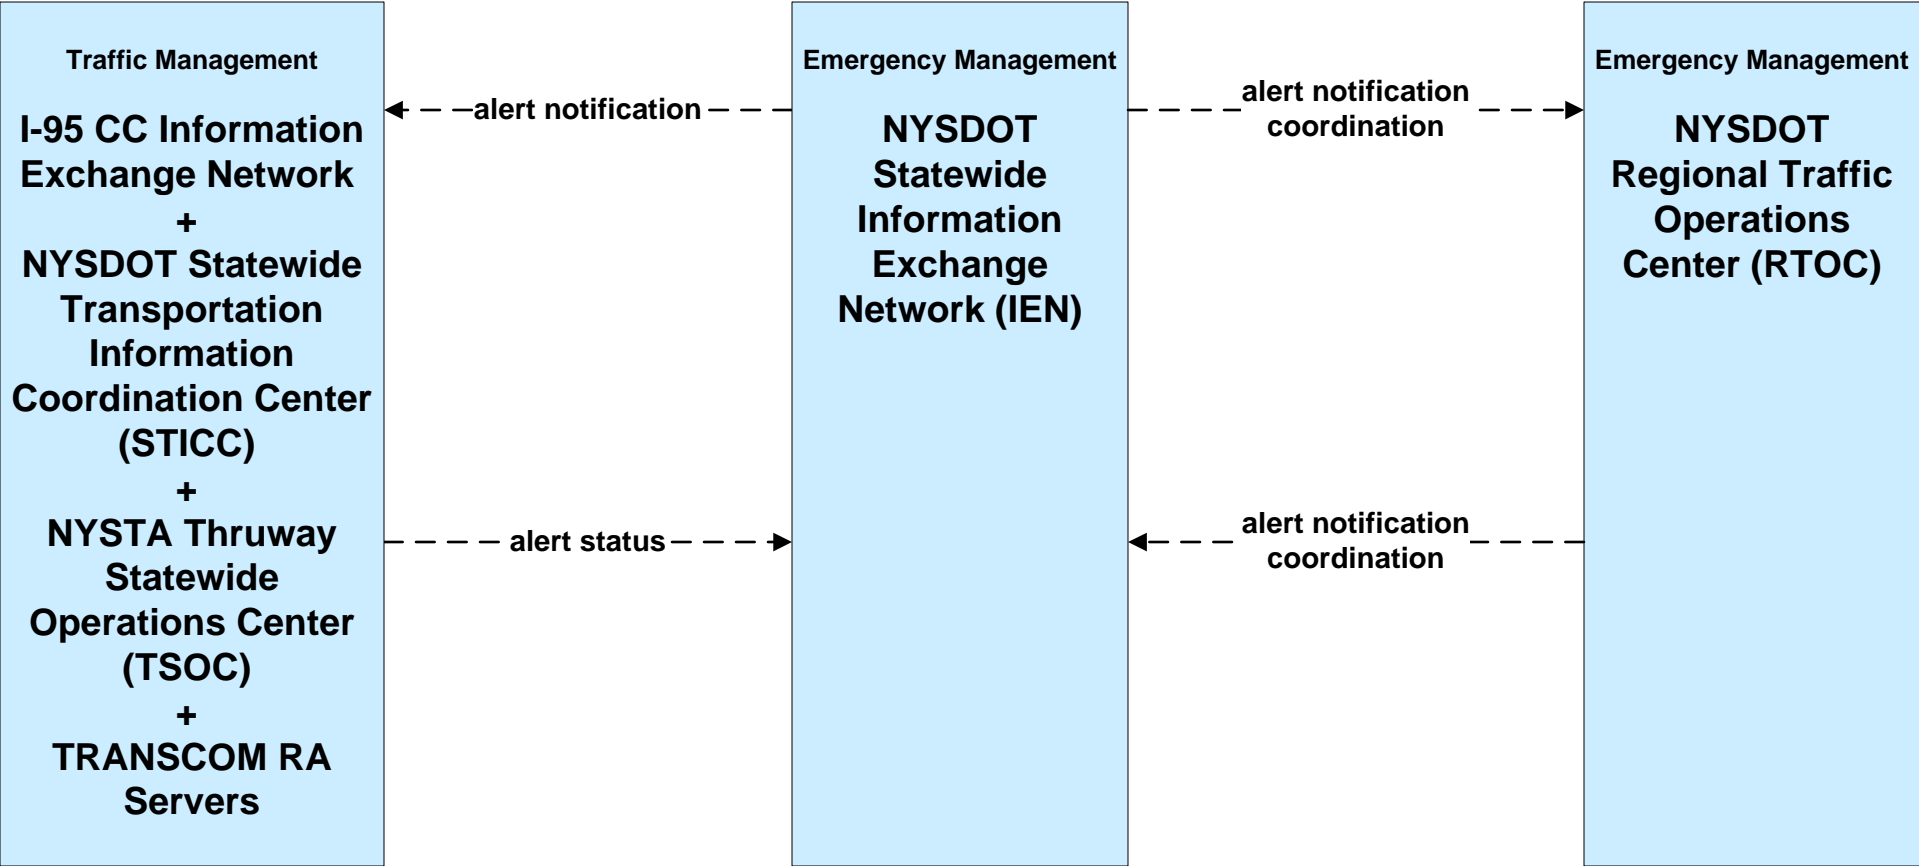 Traffic Management
I-95 CC Information
Exchange Network
+
NYSDOT Statewide
Transportation
Information
Coordination Center
(STICC)
+
NYSTA Thruway
Statewide
Operations Center
(TSOC)
+
TRANSCOM RA
Servers
alert notification
alert status
Emergency Management
NYSDOT
Statewide
Information
Exchange
Network (IEN)
alert notification
coordination
alert notification
coordination
Emergency Management
NYSDOT
Regional Traffic
Operations
Center (RTOC)